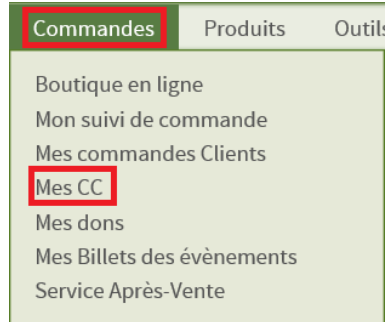 Commandes Produits Outils
Boutique en ligne
Mon suivi de commande
Mes commandes Clients
Mes CC
Mes dons
Mes Billets des évènements
Service Après-Vente